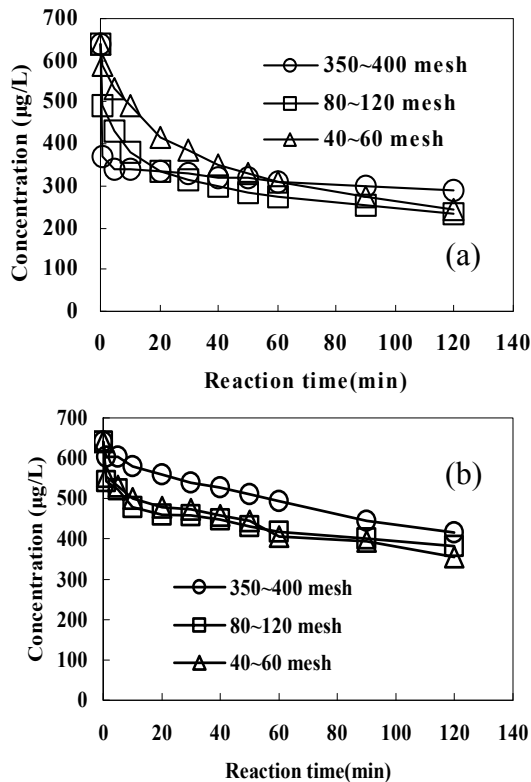 700
600
500
400
300
200
100
0
Concentration (μg/L)
350~400 mesh
80~120 mesh
40~60 mesh
(a)
0 20 40 60 80 100 120 140
Reaction time(min)
700
600
500
400
300
200
100
0
Concentration (μg/L)
(b)
350~400 mesh
80~120 mesh
40~60 mesh
0 20 40 60 80 100 120 140
Reaction time(min)